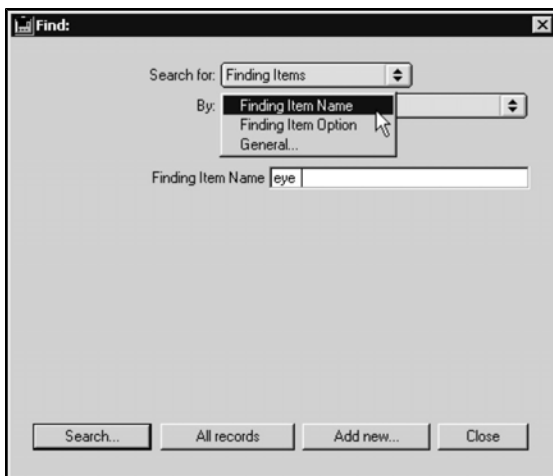 Find:
Search for: Finding Items
By: Finding Item Name
Finding Item Option
General...
Finding Item Name eye
Search... All records Add new... Close